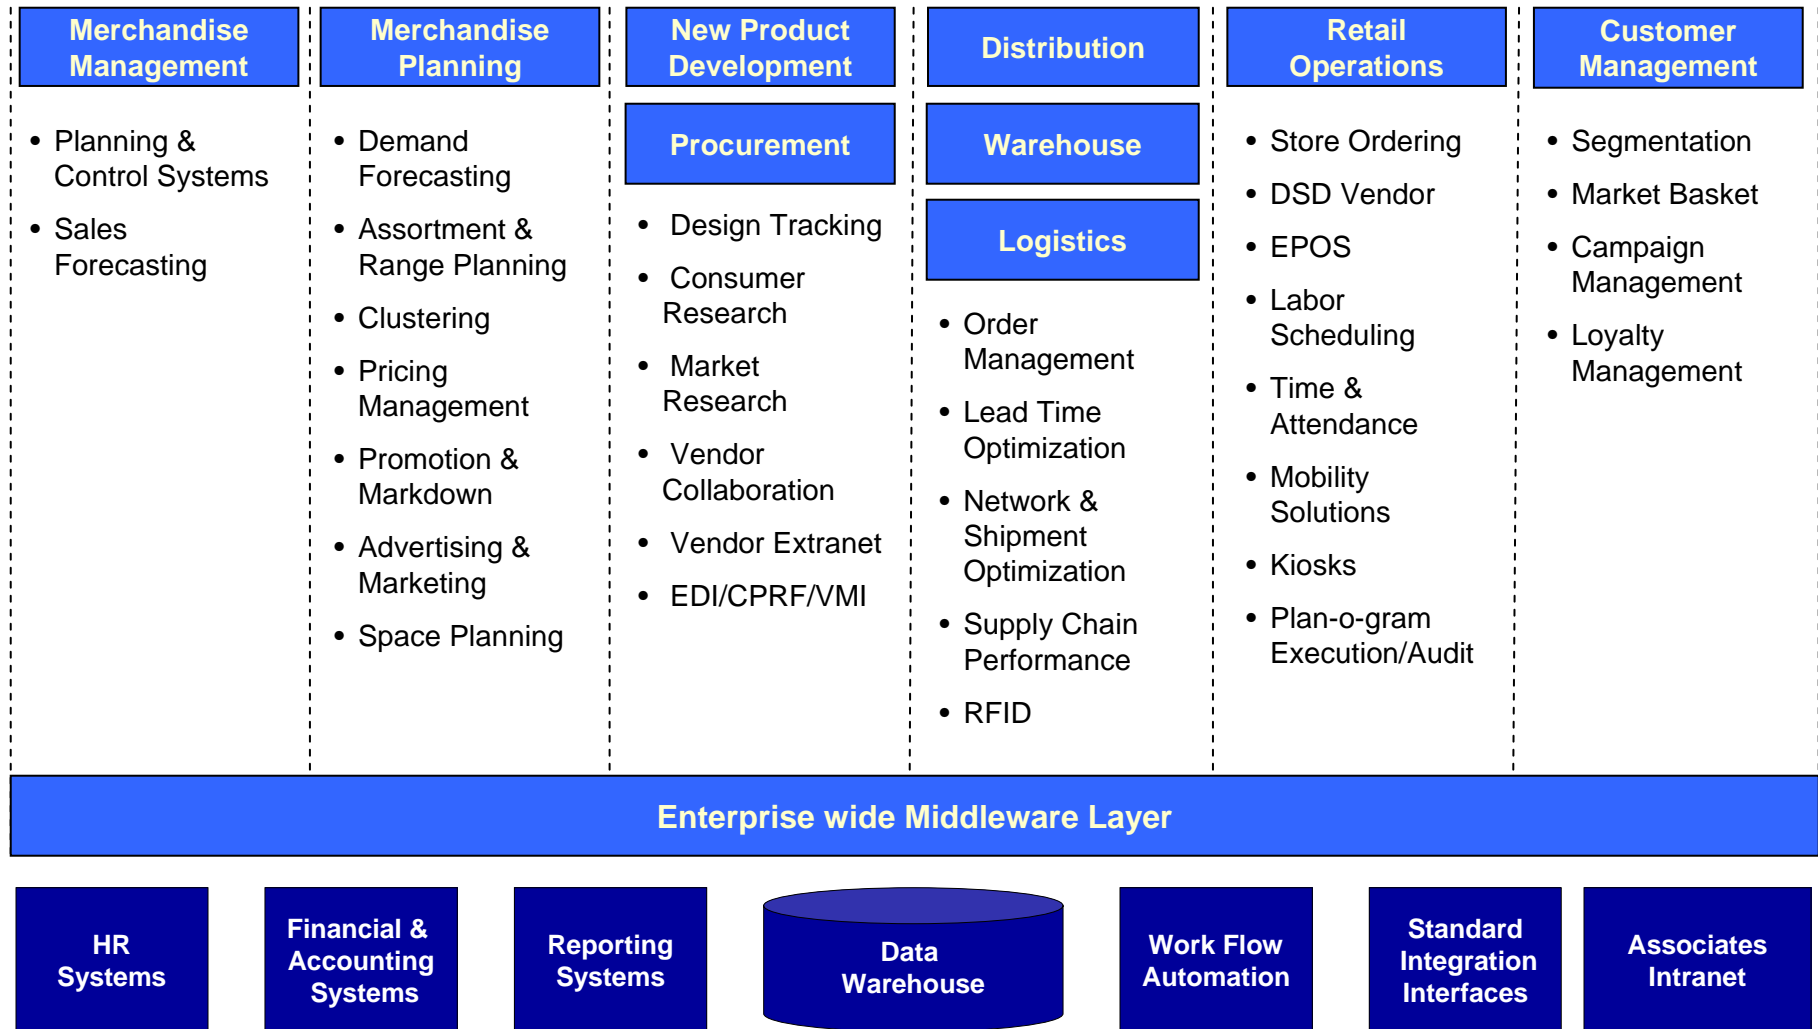 Merchandise
Management
Merchandise
Planning
New Product
Development
Distribution
Retail
Operations
Customer
Management
• Planning &
Control Systems
• Sales
Forecasting
• Demand
Forecasting
• Assortment &
Range Planning
• Clustering
• Pricing
Management
• Promotion &
Markdown
• Advertising &
Marketing
• Space Planning
Procurement
• Design Tracking
• Consumer
Research
• Market
Research
• Vendor
Collaboration
• Vendor Extranet
• EDI/CPRF/VMI
Warehouse
Logistics
• Order
Management
• Lead Time
Optimization
• Network &
Shipment
Optimization
• Supply Chain
Performance
• RFID
• Store Ordering
• DSD Vendor
• EPOS
• Labor
Scheduling
• Time &
Attendance
• Mobility
Solutions
• Kiosks
• Plan-o-gram
Execution/Audit
• Segmentation
• Market Basket
• Campaign
Management
• Loyalty
Management
Enterprise wide Middleware Layer
HR
Systems
Financial &
Accounting
Systems
Reporting
Systems
Data
Warehouse
Work Flow
Automation
Standard
Integration
Interfaces
Associates
Intranet